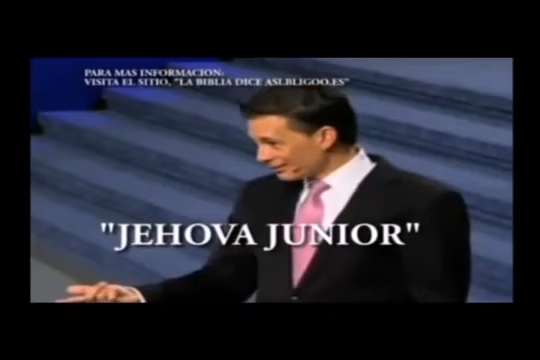 PARA MAS INFORMACION:
VISITA EL SITIO, "LA BIBLIA DICE ASI.BLIGOO.ES"
"JEHOVA JUNIOR"